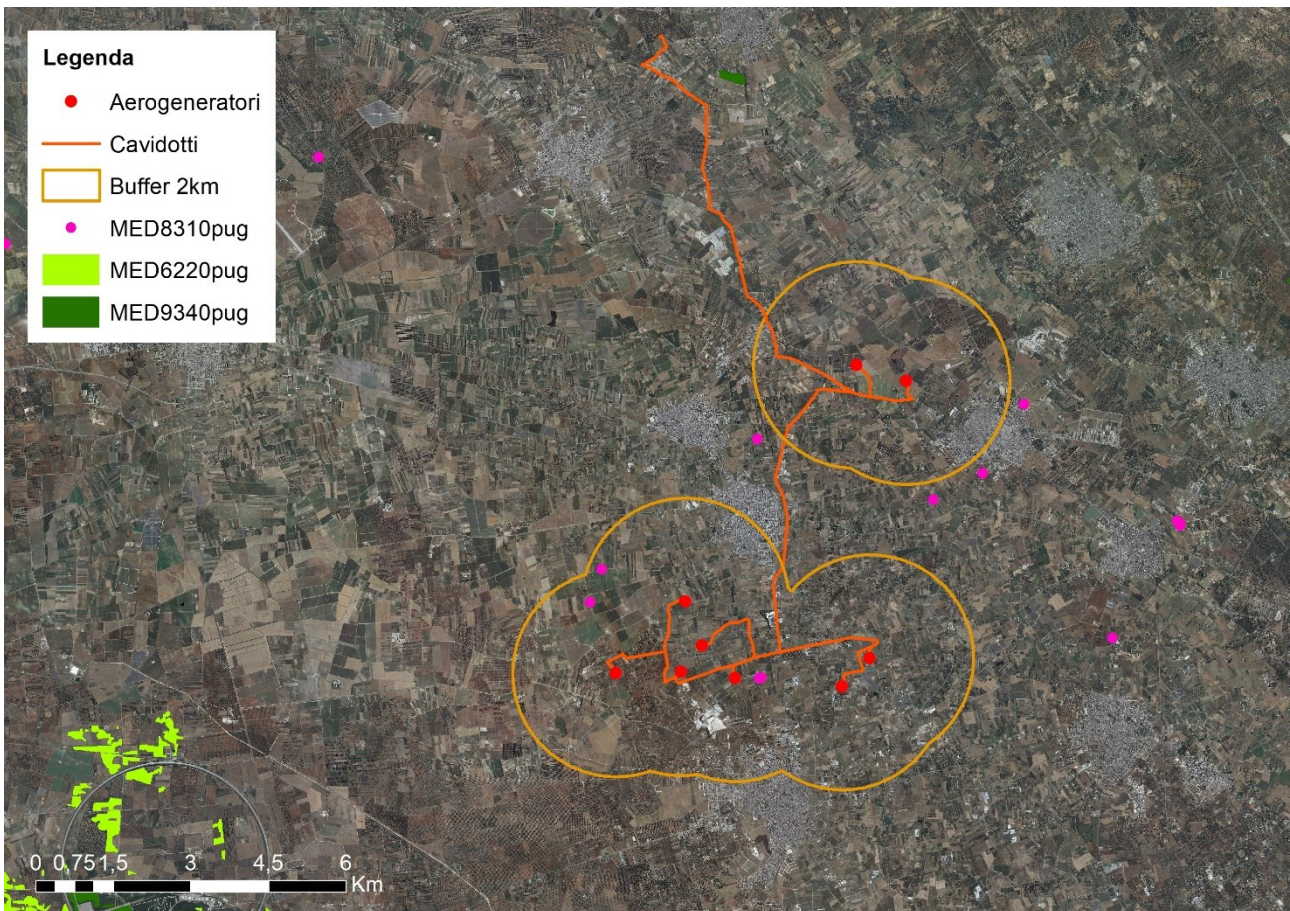 Legenda
Aerogeneratori
Cavidotti
Buffer 2km
MED8310pug
MED6220pug
MED9340pug
0 0,75 1,5 3 4,5 6
Km